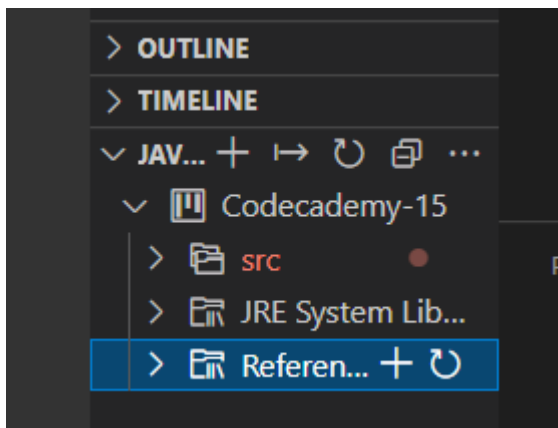 OUTLINE
TIMELINE
JAV...
Codecademy-15
src
JRE System Lib...
Referen...